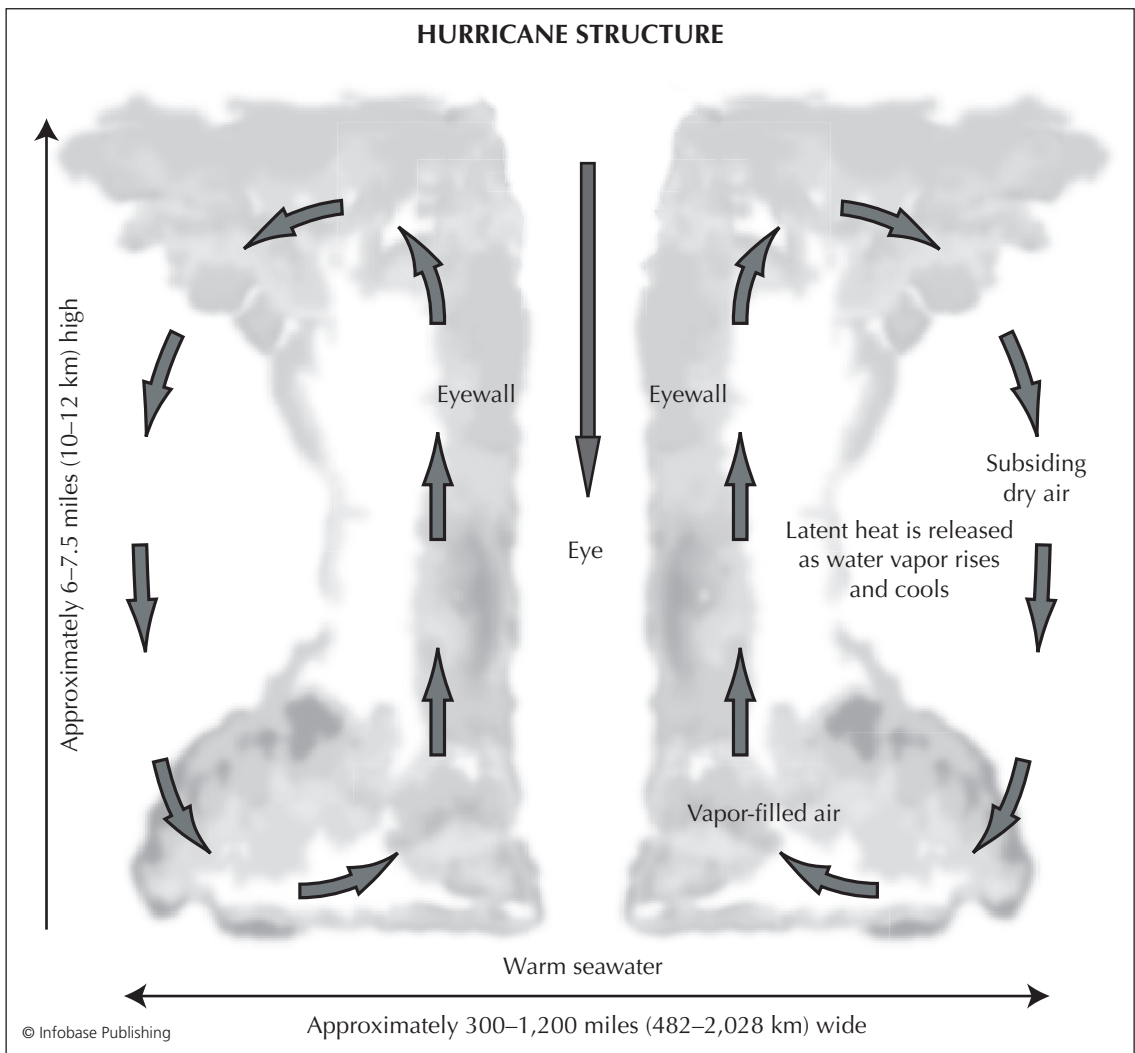 HURRICANE STRUCTURE
Approximately 6–7.5 miles (10–12 km) high
Eyewall
Eyewall
Subsiding
dry air
Latent heat is released
as water vapor rises
and cools
Eye
Vapor-filled air
Warm seawater
Approximately 300–1,200 miles (482–2,028 km) wide
© Infobase Publishing